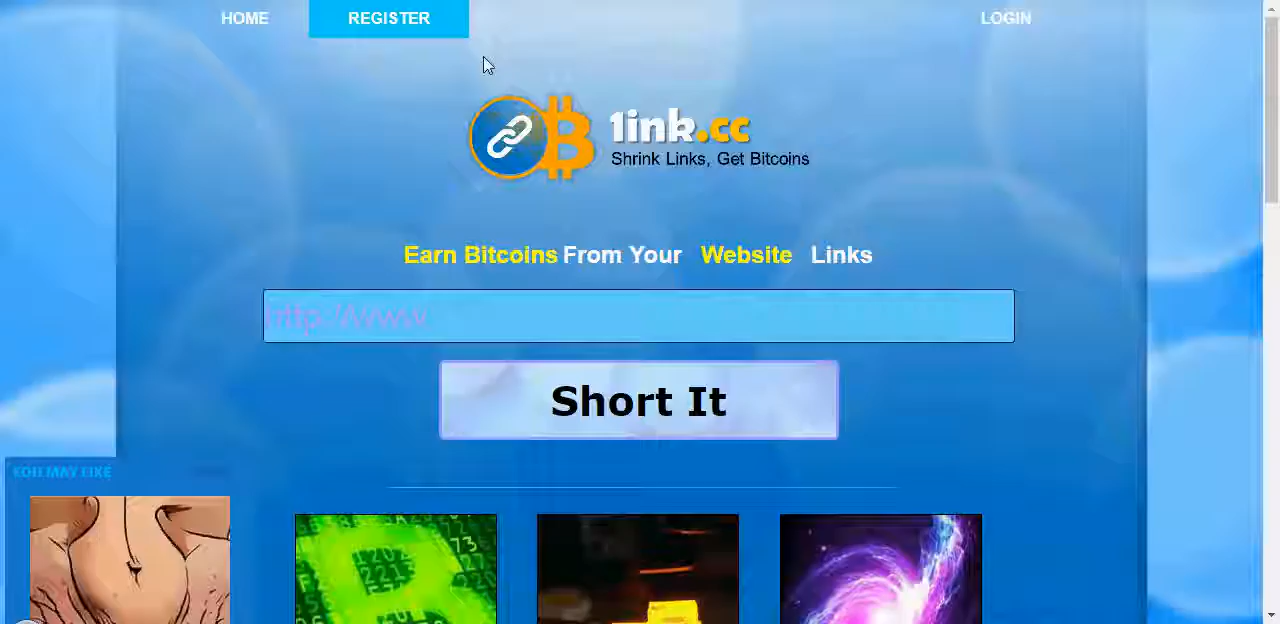 HOME REGISTER LOGIN
1ink.cc
Shrink Links, Get Bitcoins
Earn Bitcoins From Your Website Links
http://www.
Short It
YOU MAY LIKE